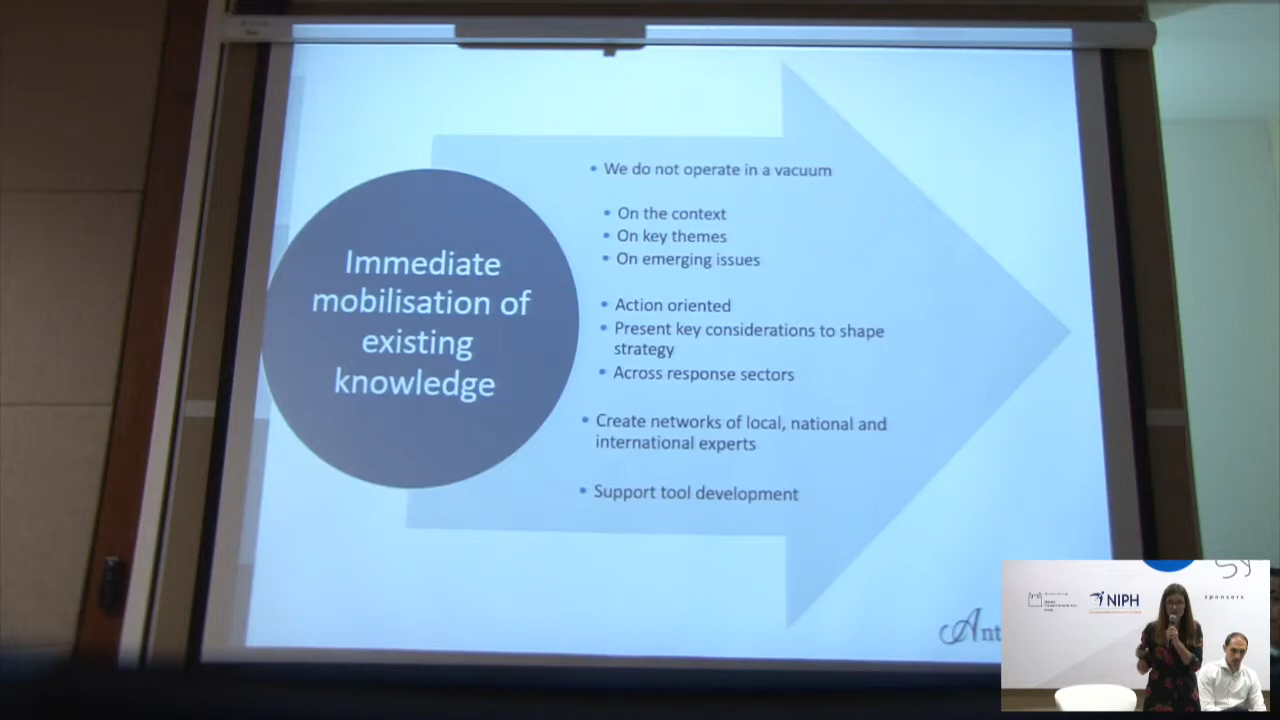 Immediate
mobilisation of
existing
knowledge
• We do not operate in a vacuum
• On the context
• On key themes
• On emerging issues
• Action oriented
• Present key considerations to shape
strategy
• Across response sectors
• Create networks of local, national and
international experts
• Support tool development
Ant
NIPH
sponsors